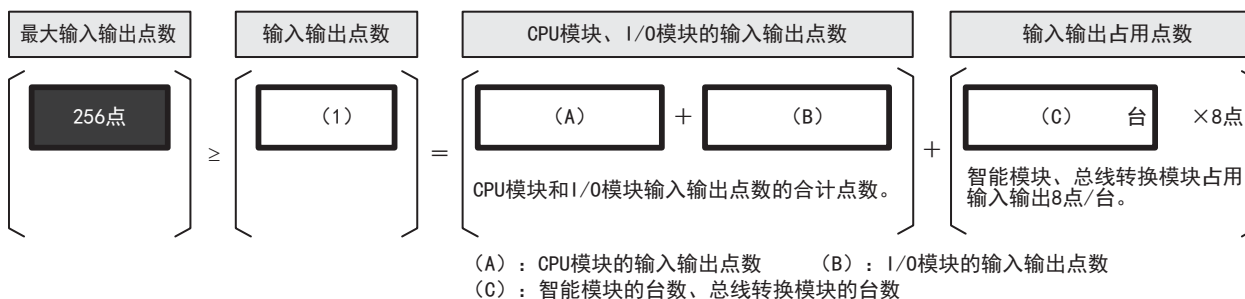 最大输入输出点数 输入输出点数 CPU模块、I/O模块的输入输出点数 输入输出占用点数
256点 ≥ (1) = (A) + (B) + (C) 台 ×8点
CPU模块和I/O模块输入输出点数的合计点数。
智能模块、总线转换模块占用
输入输出8点/台。
(A)：CPU模块的输入输出点数 (B)：I/O模块的输入输出点数
(C)：智能模块的台数、总线转换模块的台数